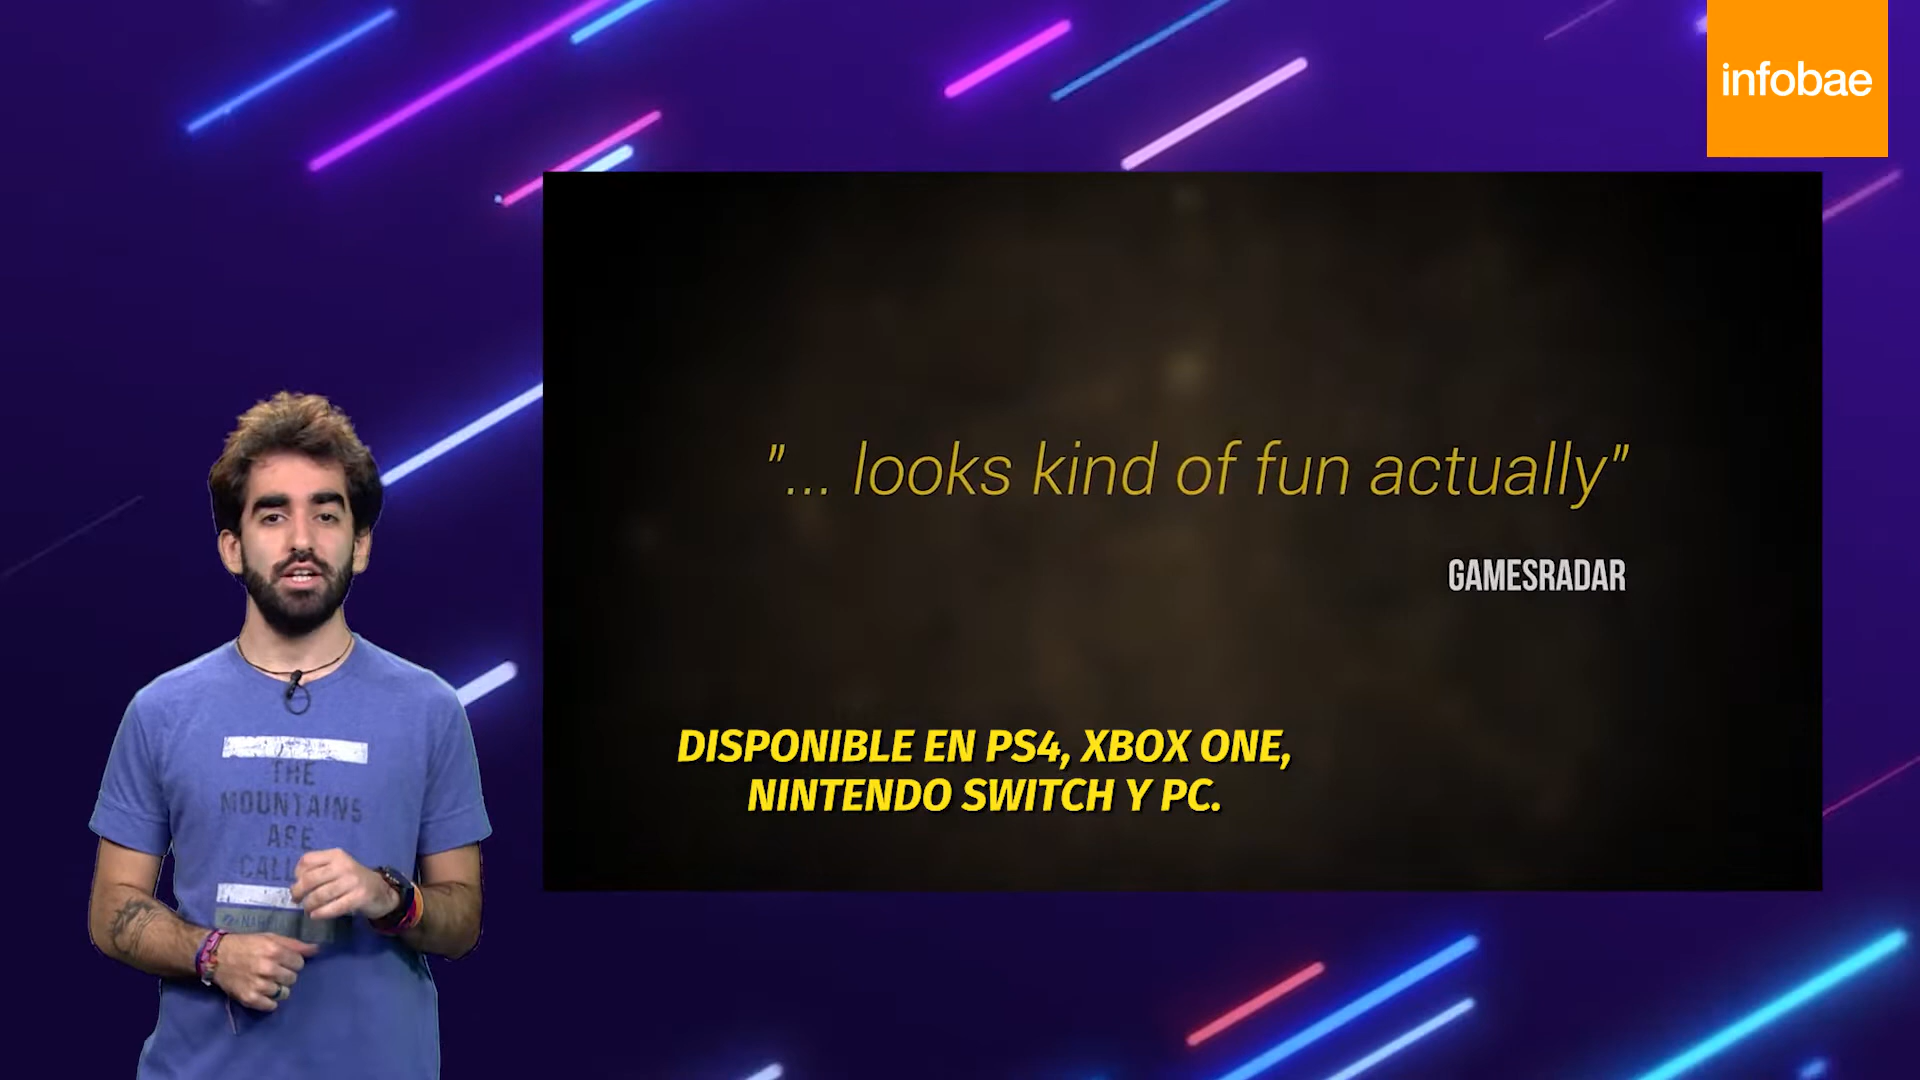 infobae
"... looks kind of fun actually"
GAMESRADAR
DISPONIBLE EN PS4, XBOX ONE,
NINTENDO SWITCH Y PC.
THE
MOUNTAINS
ARE